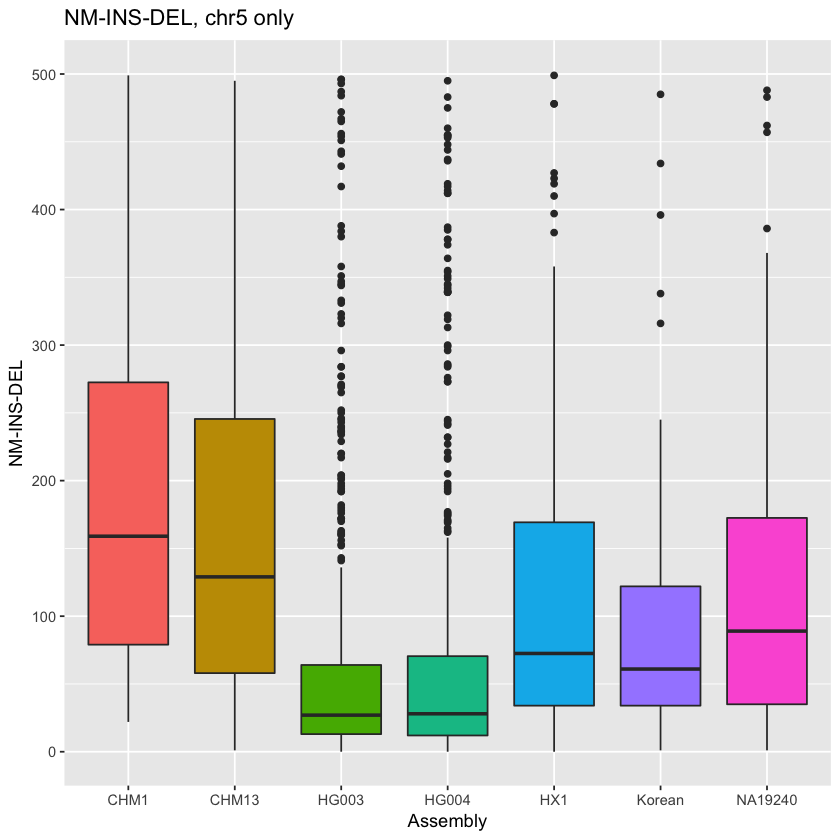 NM-INS-DEL, chr5 only
NM-INS-DEL
500
400
300
200
100
0
CHM1 CHM13 HG003 HG004 HX1 Korean NA19240
Assembly